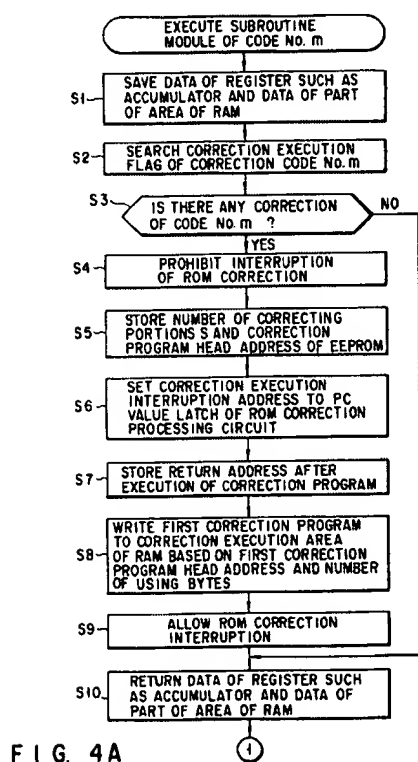 EXECUTE SUBROUTINE
MODULE OF CODE No. m
S1
SAVE DATA OF REGISTER SUCH AS
ACCUMULATOR AND DATA OF PART
OF AREA OF RAM
S2
SEARCH CORRECTION EXECUTION
FLAG OF CORRECTION CODE No. m
S3
IS THERE ANY CORRECTION
OF CODE No. m ?
NO
YES
S4
PROHIBIT INTERRUPTION
OF ROM CORRECTION
S5
STORE NUMBER OF CORRECTING
PORTIONS S AND CORRECTION
PROGRAM HEAD ADDRESS OF EEPROM
S6
SET CORRECTION EXECUTION
INTERRUPTION ADDRESS TO PC
VALUE LATCH OF ROM CORRECTION
PROCESSING CIRCUIT
S7
STORE RETURN ADDRESS AFTER
EXECUTION OF CORRECTION PROGRAM
S8
WRITE FIRST CORRECTION PROGRAM
TO CORRECTION EXECUTION AREA
OF RAM BASED ON FIRST CORRECTION
PROGRAM HEAD ADDRESS AND NUMBER
OF USING BYTES
S9
ALLOW ROM CORRECTION
INTERRUPTION
S10
RETURN DATA OF REGISTER SUCH
AS ACCUMULATOR AND DATA OF
PART OF AREA OF RAM
1
FIG. 4A